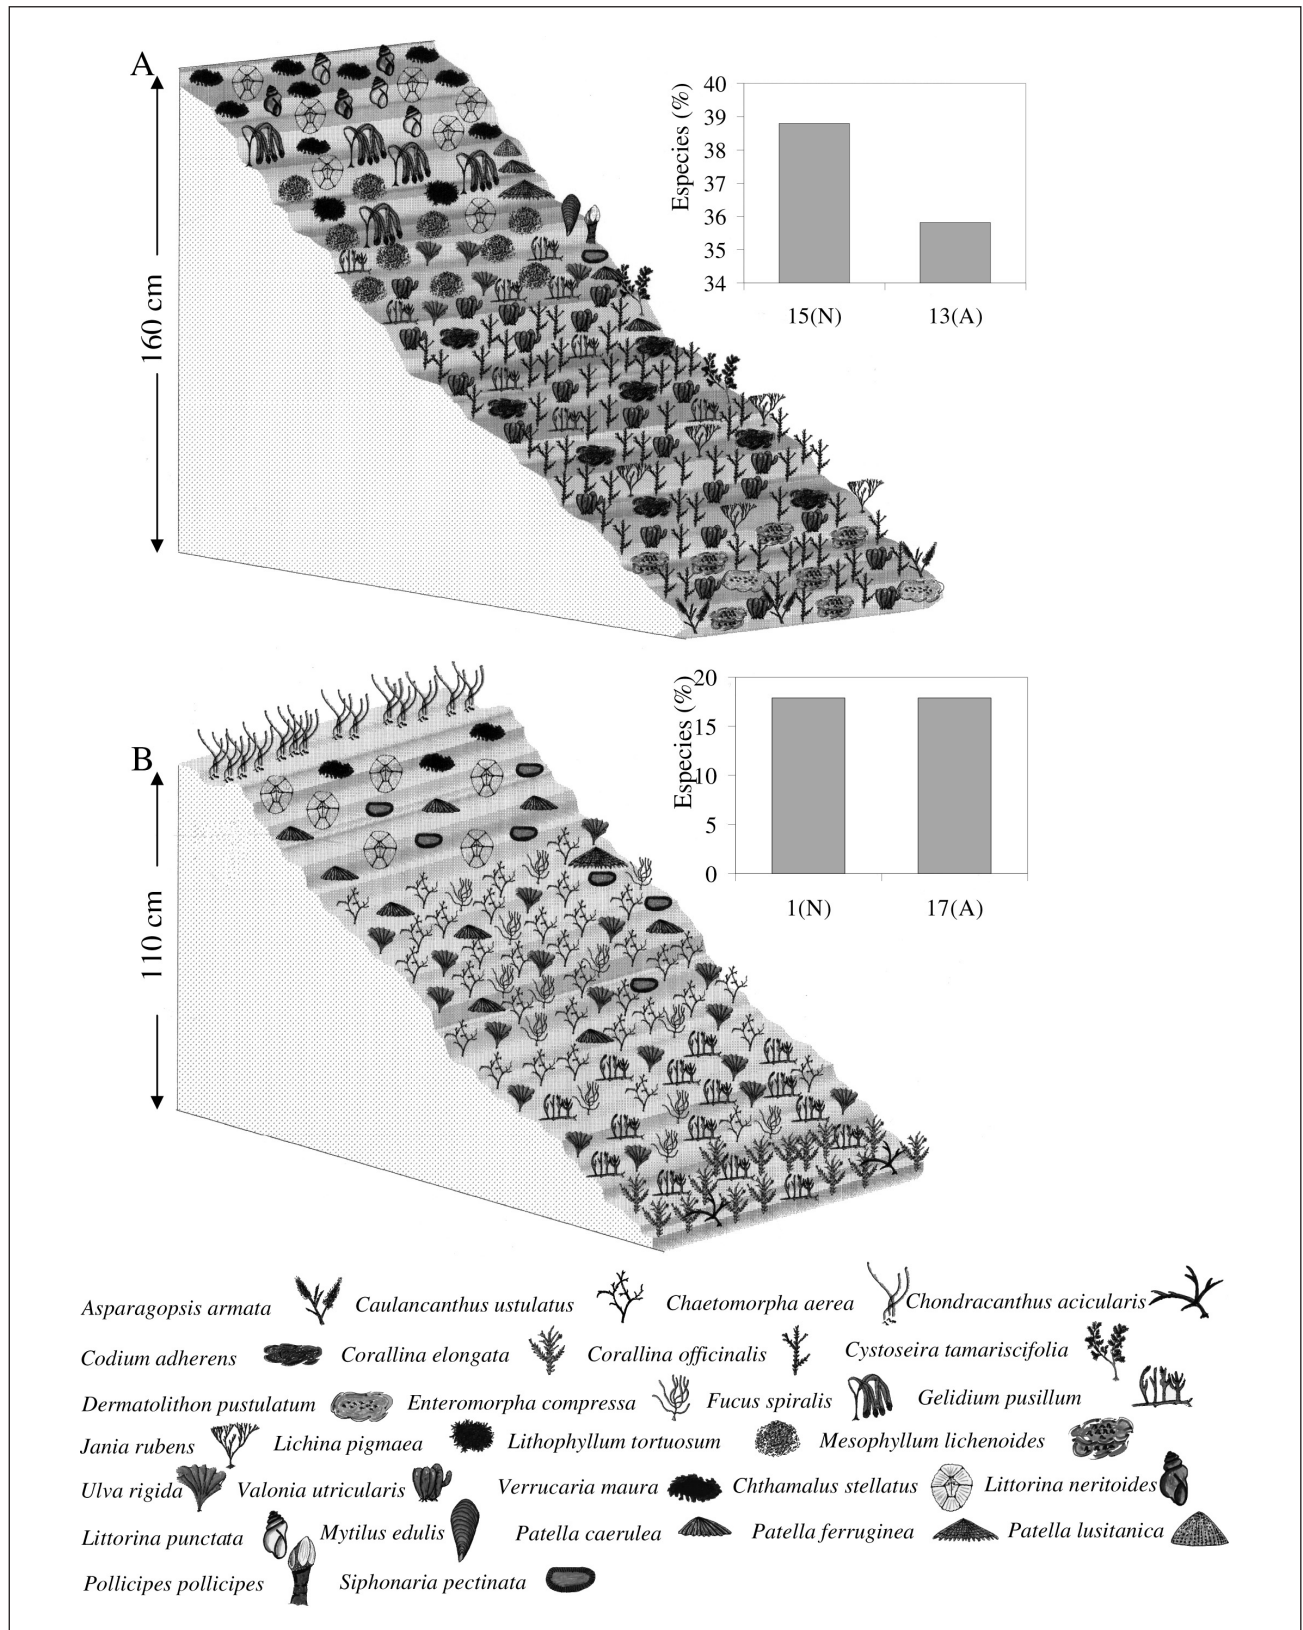 A
160 cm
Especies (%)
40
39
38
37
36
35
34
15(N)
13(A)
B
110 cm
Especies (%)
20
15
10
5
0
1(N)
17(A)
Asparagopsis armata Caulancanthus ustulatus Chaetomorpha aerea Chondracanthus acicularis
Codium adherens Corallina elongata Corallina officinalis Cystoseira tamariscifolia
Dermatolithon pustulatum Enteromorpha compressa Fucus spiralis Gelidium pusillum
Jania rubens Lichina pigmaea Lithophyllum tortuosum Mesophyllum lichenoides
Ulva rigida Valonia utricularis Verrucaria maura Chthamalus stellatus Littorina neritoides
Littorina punctata Mytilus edulis Patella caerulea Patella ferruginea Patella lusitanica
Pollicipes pollicipes Siphonaria pectinata